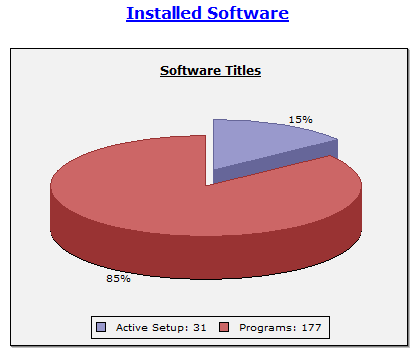 Installed Software
Software Titles
15%
85%
Active Setup: 31 Programs: 177